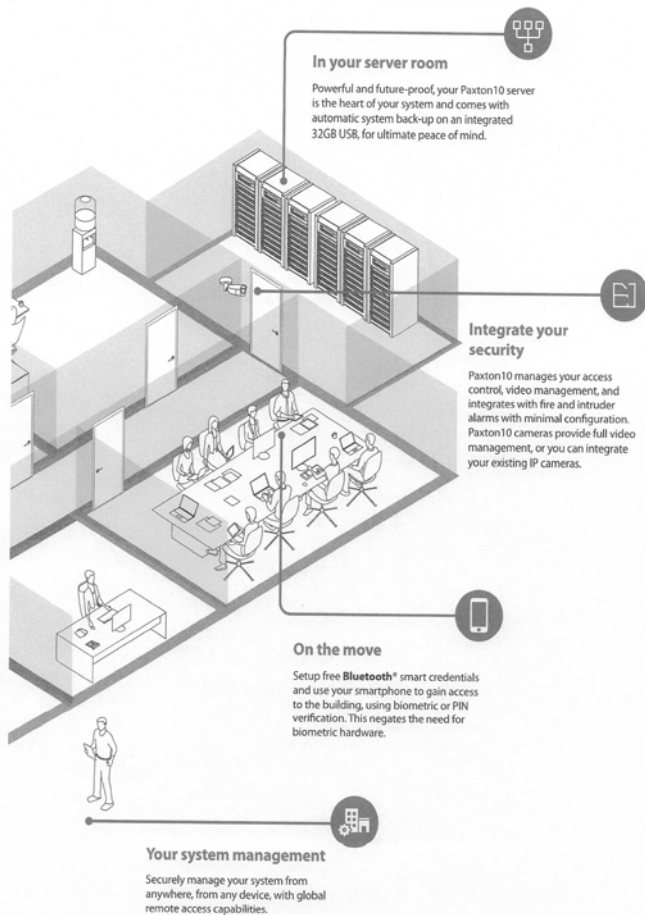 In your server room
Powerful and future-proof, your Paxton10 server
is the heart of your system and comes with
automatic system back-up on an integrated
32GB USB, for ultimate peace of mind.
Integrate your
security
Paxton10 manages your access
control, video management, and
integrates with fire and intruder
alarms with minimal configuration.
Paxton10 cameras provide full video
management, or you can integrate
your existing IP cameras.
On the move
Setup free Bluetooth® smart credentials
and use your smartphone to gain access
to the building, using biometric or PIN
verification. This negates the need for
biometric hardware.
Your system management
Securely manage your system from
anywhere, from any device, with global
remote access capabilities.